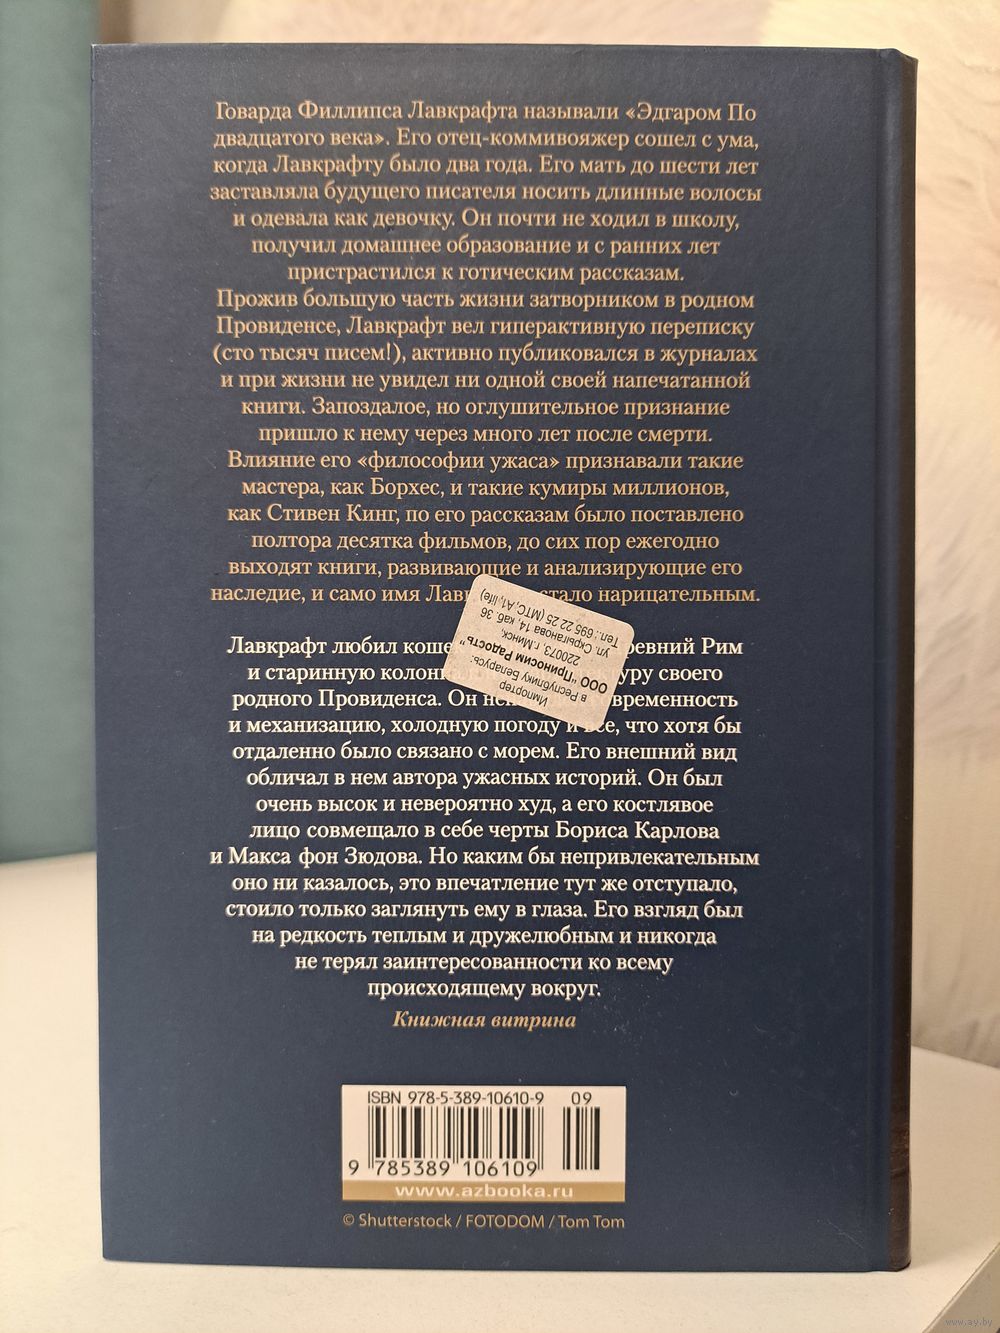 Говарда Филлипса Лавкрафта называли «Эдгаром По
двадцатого века». Его отец-коммивояжер сошел с ума,
когда Лавкрафту было два года. Его мать до шести лет
заставляла будущего писателя носить длинные волосы
и одевала как девочку. Он почти не ходил в школу,
получил домашнее образование и с ранних лет
пристрастился к готическим рассказам.
Прожив большую часть жизни затворником в родном
Провиденсе, Лавкрафт вел гиперактивную переписку
(сто тысяч писем!), активно публиковался в журналах
и при жизни не увидел ни одной своей напечатанной
книги. Запоздалое, но оглушительное признание
пришло к нему через много лет после смерти.
Влияние его «философии ужаса» признавали такие
мастера, как Борхес, и такие кумиры миллионов,
как Стивен Кинг, по его рассказам было поставлено
полтора десятка фильмов, до сих пор ежегодно
выходят книги, развивающие и анализирующие его
наследие, и само имя Лав стало нарицательным.
Импортер
в Республику Беларусь:
ООО "Приносим Радость"
220073, г. Минск,
ул. Скрыганова 14, каб. 36
Тел.: 695 22 25 (МТС, А1, life)
Лавкрафт любил коше ревний Рим
и старинную колон уру своего
родного Провиденса. Он не временность
и механизацию, холодную погоду и все, что хотя бы
отдаленно было связано с морем. Его внешний вид
обличал в нем автора ужасных историй. Он был
очень высок и невероятно худ, а его костлявое
лицо совмещало в себе черты Бориса Карлова
и Макса фон Зюдова. Но каким бы непривлекательным
оно ни казалось, это впечатление тут же отступало,
стоило только заглянуть ему в глаза. Его взгляд был
на редкость теплым и дружелюбным и никогда
не терял заинтересованности ко всему
происходящему вокруг.
Книжная витрина
ISBN 978-5-389-10610-9 09
9 785389 106109
www.azbooka.ru
© Shutterstock / FOTODOM / Tom Tom
www.ay.by